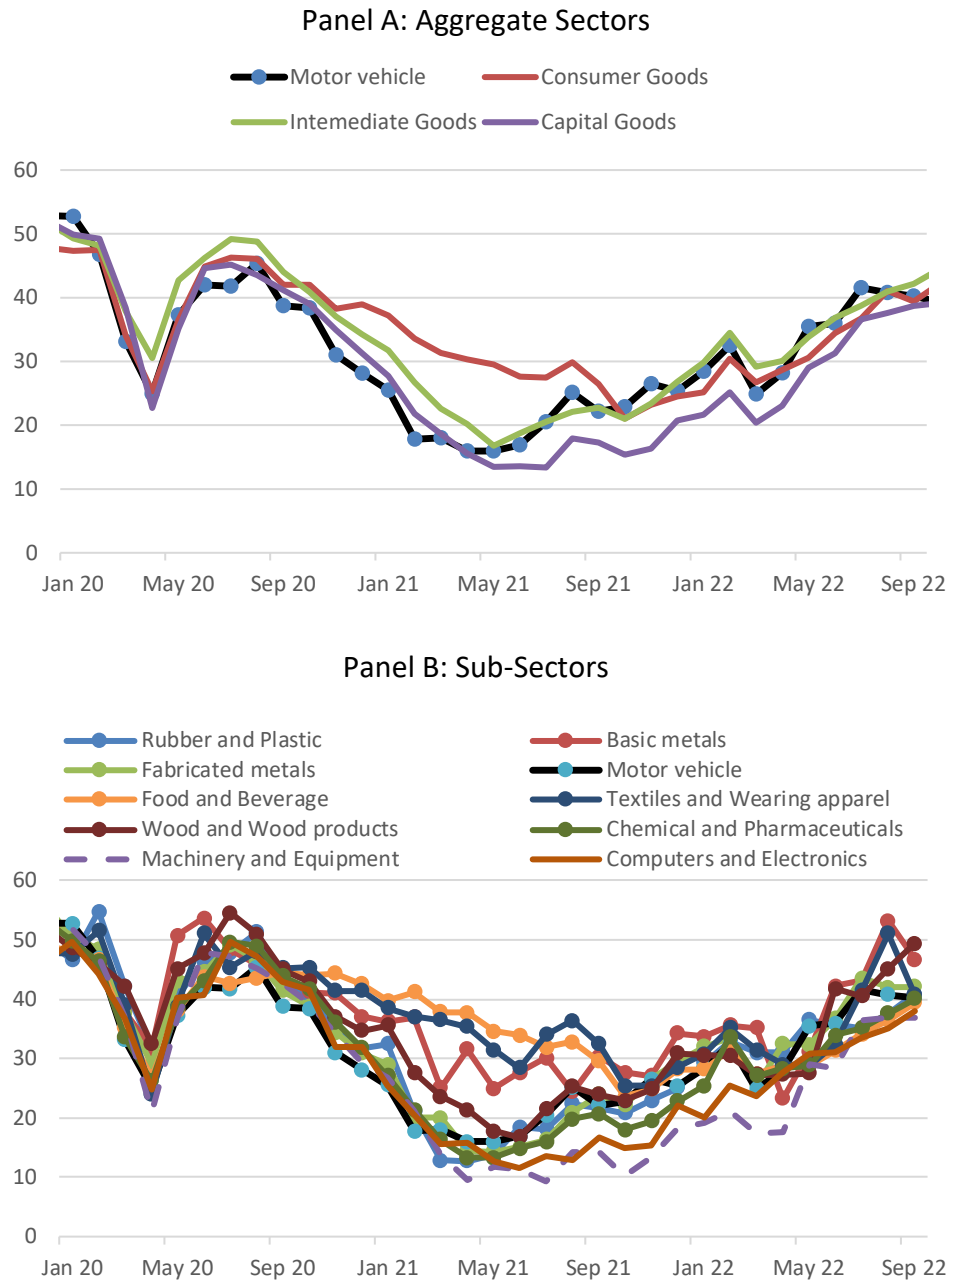 Panel A: Aggregate Sectors
Motor vehicle Consumer Goods
Intemediate Goods Capital Goods
60
50
40
30
20
10
0
Jan 20 May 20 Sep 20 Jan 21 May 21 Sep 21 Jan 22 May 22 Sep 22
Panel B: Sub-Sectors
Rubber and Plastic Basic metals
Fabricated metals Motor vehicle
Food and Beverage Textiles and Wearing apparel
Wood and Wood products Chemical and Pharmaceuticals
Machinery and Equipment Computers and Electronics
60
50
40
30
20
10
0
Jan 20 May 20 Sep 20 Jan 21 May 21 Sep 21 Jan 22 May 22 Sep 22